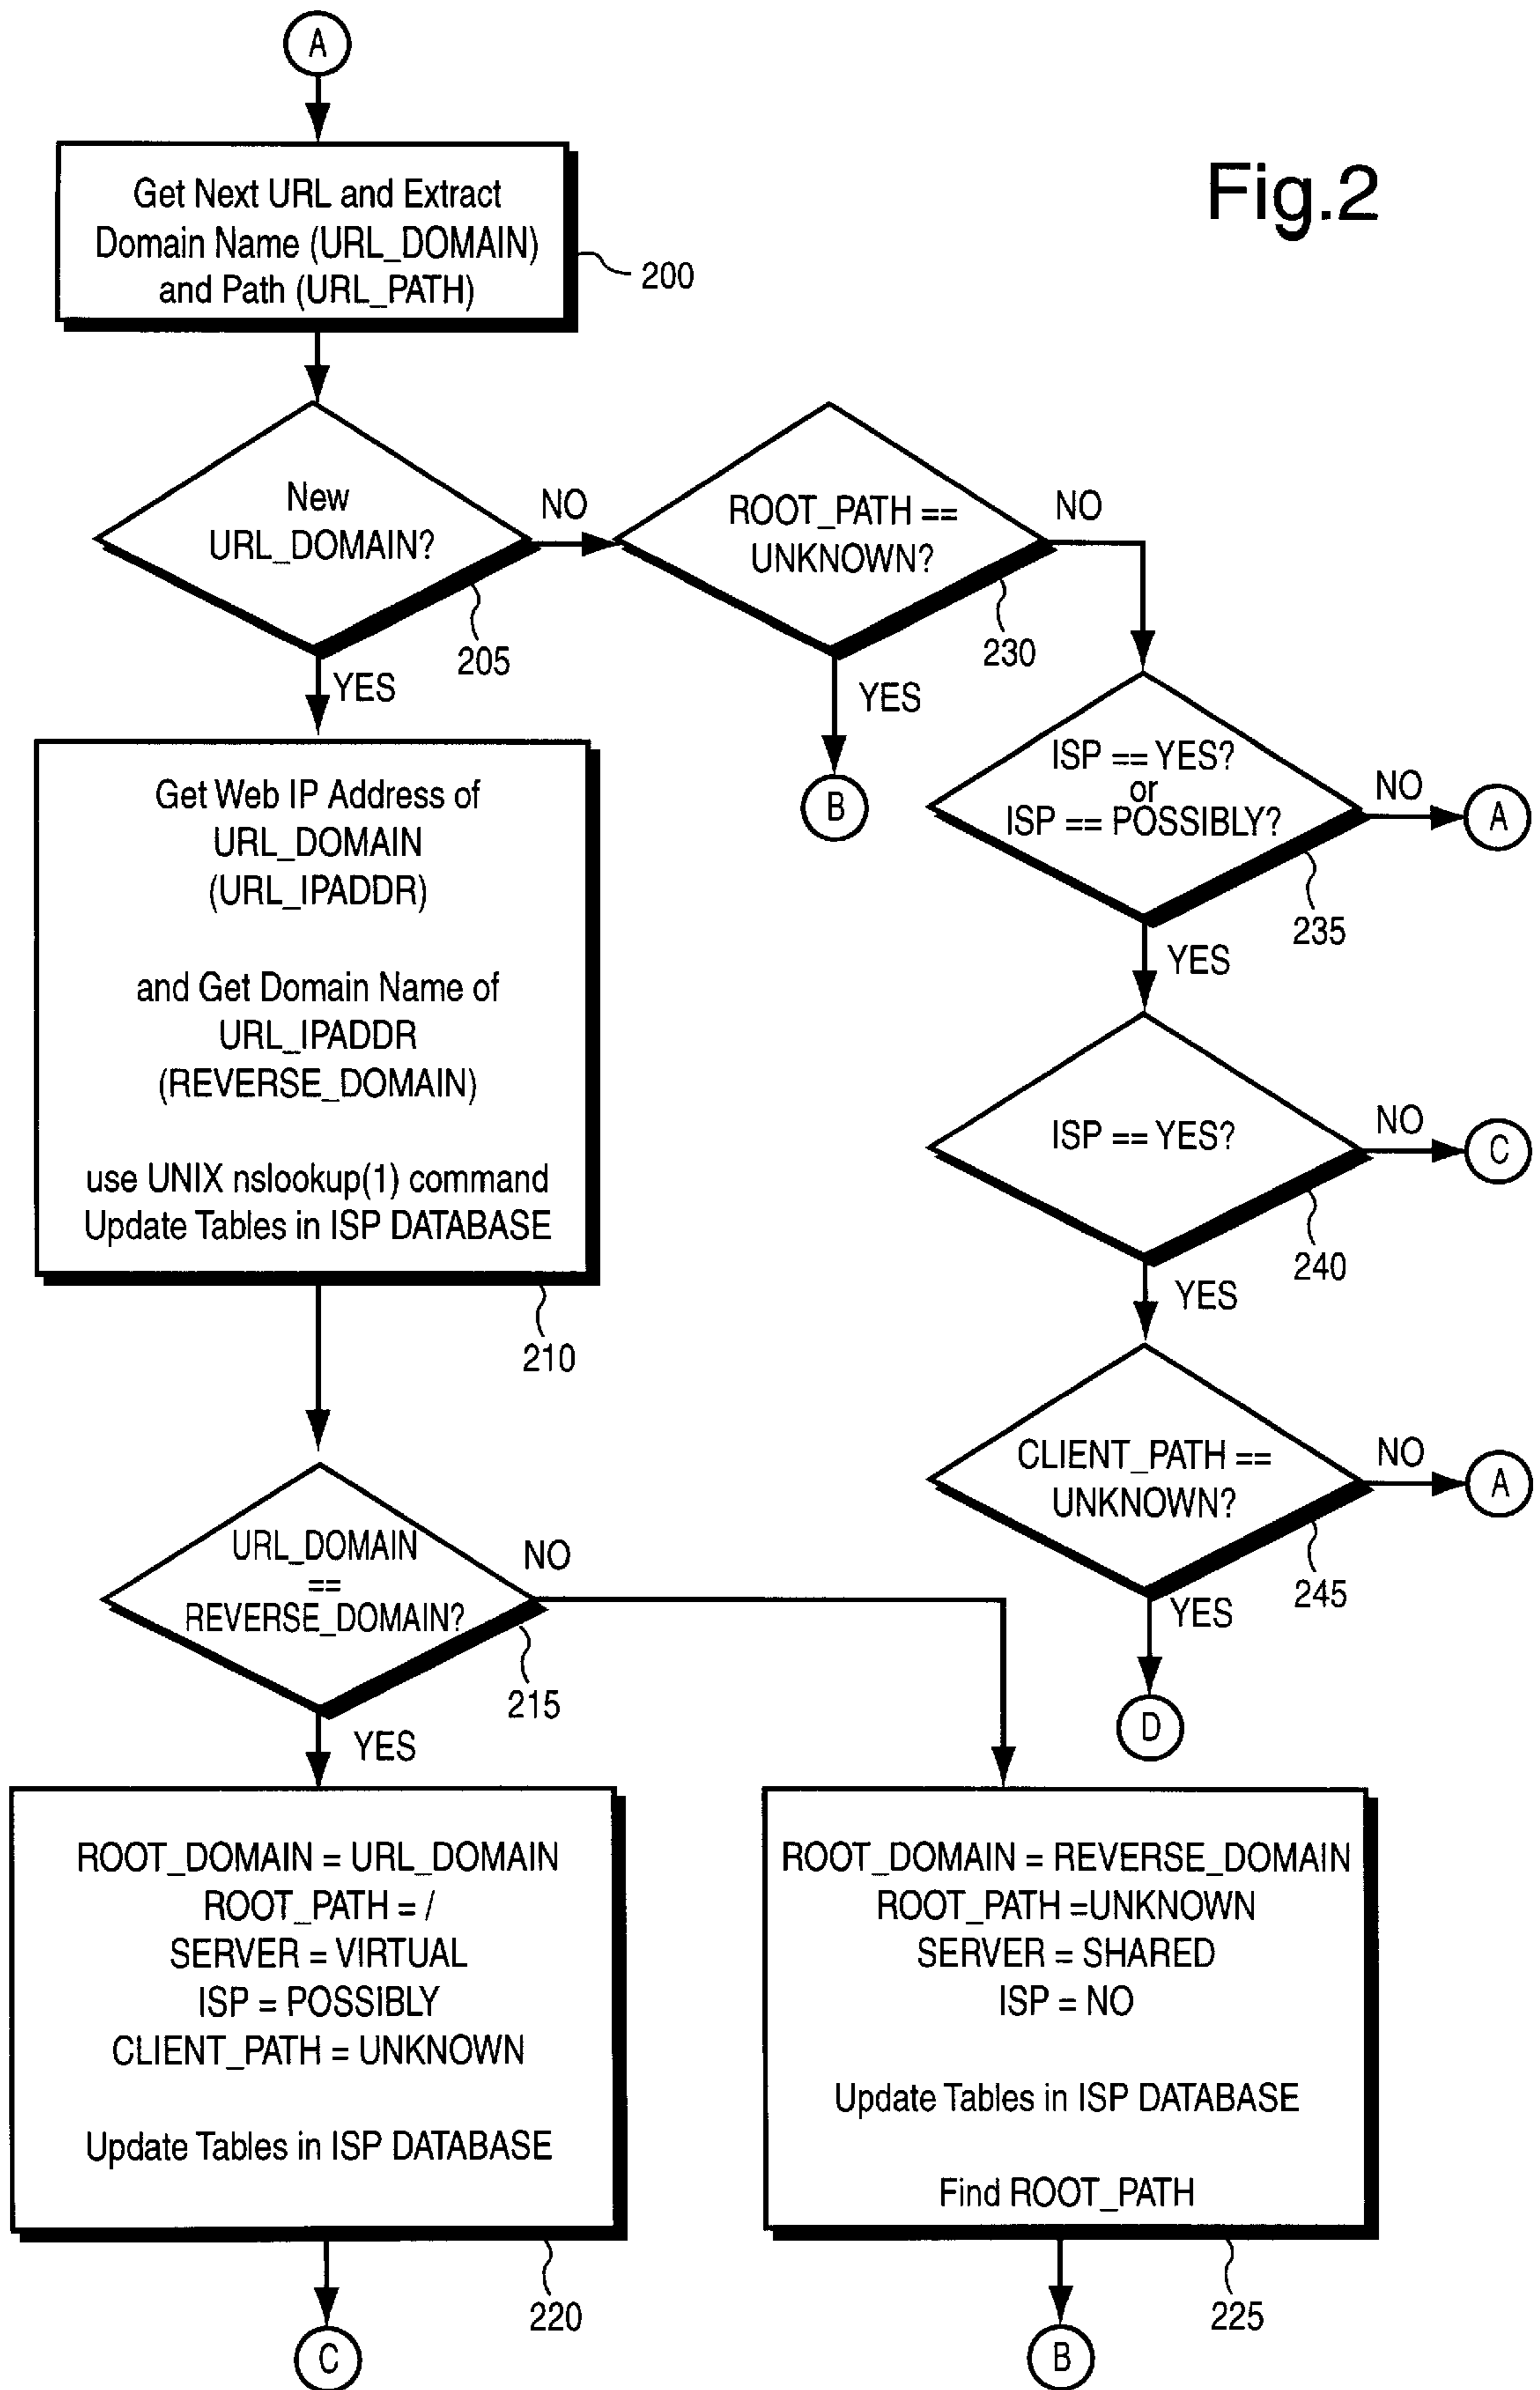 A
Fig.2
Get Next URL and Extract
Domain Name (URL_DOMAIN)
and Path (URL_PATH)
200
New
URL_DOMAIN?
205
NO
YES
ROOT_PATH ==
UNKNOWN?
230
NO
YES
B
ISP == YES?
or
ISP == POSSIBLY?
235
NO
A
YES
Get Web IP Address of
URL_DOMAIN
(URL_IPADDR)
and Get Domain Name of
URL_IPADDR
(REVERSE_DOMAIN)
use UNIX nslookup(1) command
Update Tables in ISP DATABASE
210
ISP == YES?
240
NO
C
YES
CLIENT_PATH ==
UNKNOWN?
245
NO
A
YES
D
URL_DOMAIN
==
REVERSE_DOMAIN?
215
NO
YES
ROOT_DOMAIN = URL_DOMAIN
ROOT_PATH = /
SERVER = VIRTUAL
ISP = POSSIBLY
CLIENT_PATH = UNKNOWN
Update Tables in ISP DATABASE
220
C
ROOT_DOMAIN = REVERSE_DOMAIN
ROOT_PATH =UNKNOWN
SERVER = SHARED
ISP = NO
Update Tables in ISP DATABASE
Find ROOT_PATH
225
B